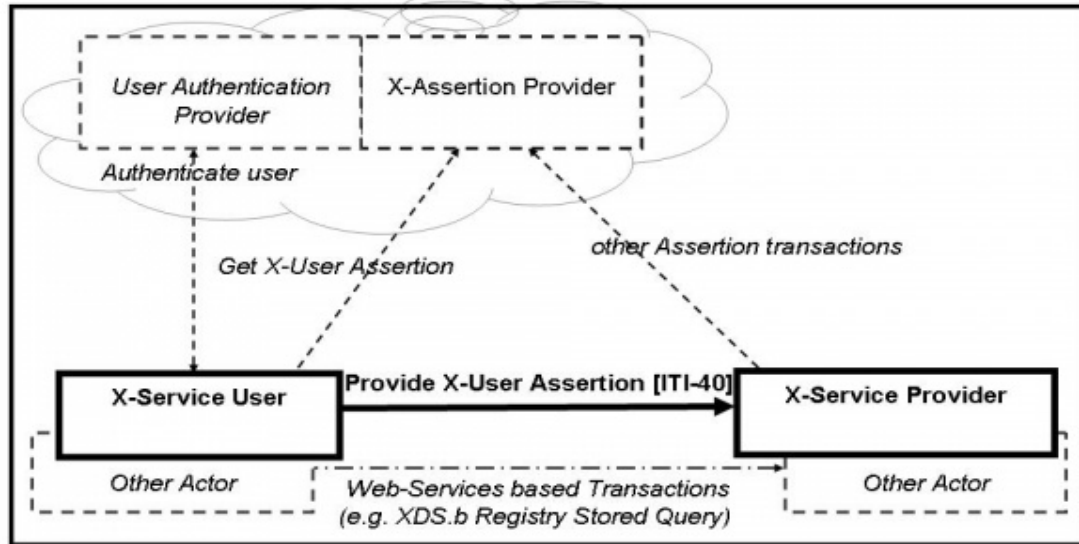 User Authentication
Provider
X-Assertion Provider
Authenticate user
Get X-User Assertion
other Assertion transactions
X-Service User
Provide X-User Assertion [ITI-40]
X-Service Provider
Other Actor
Web-Services based Transactions
(e.g. XDS.b Registry Stored Query)
Other Actor